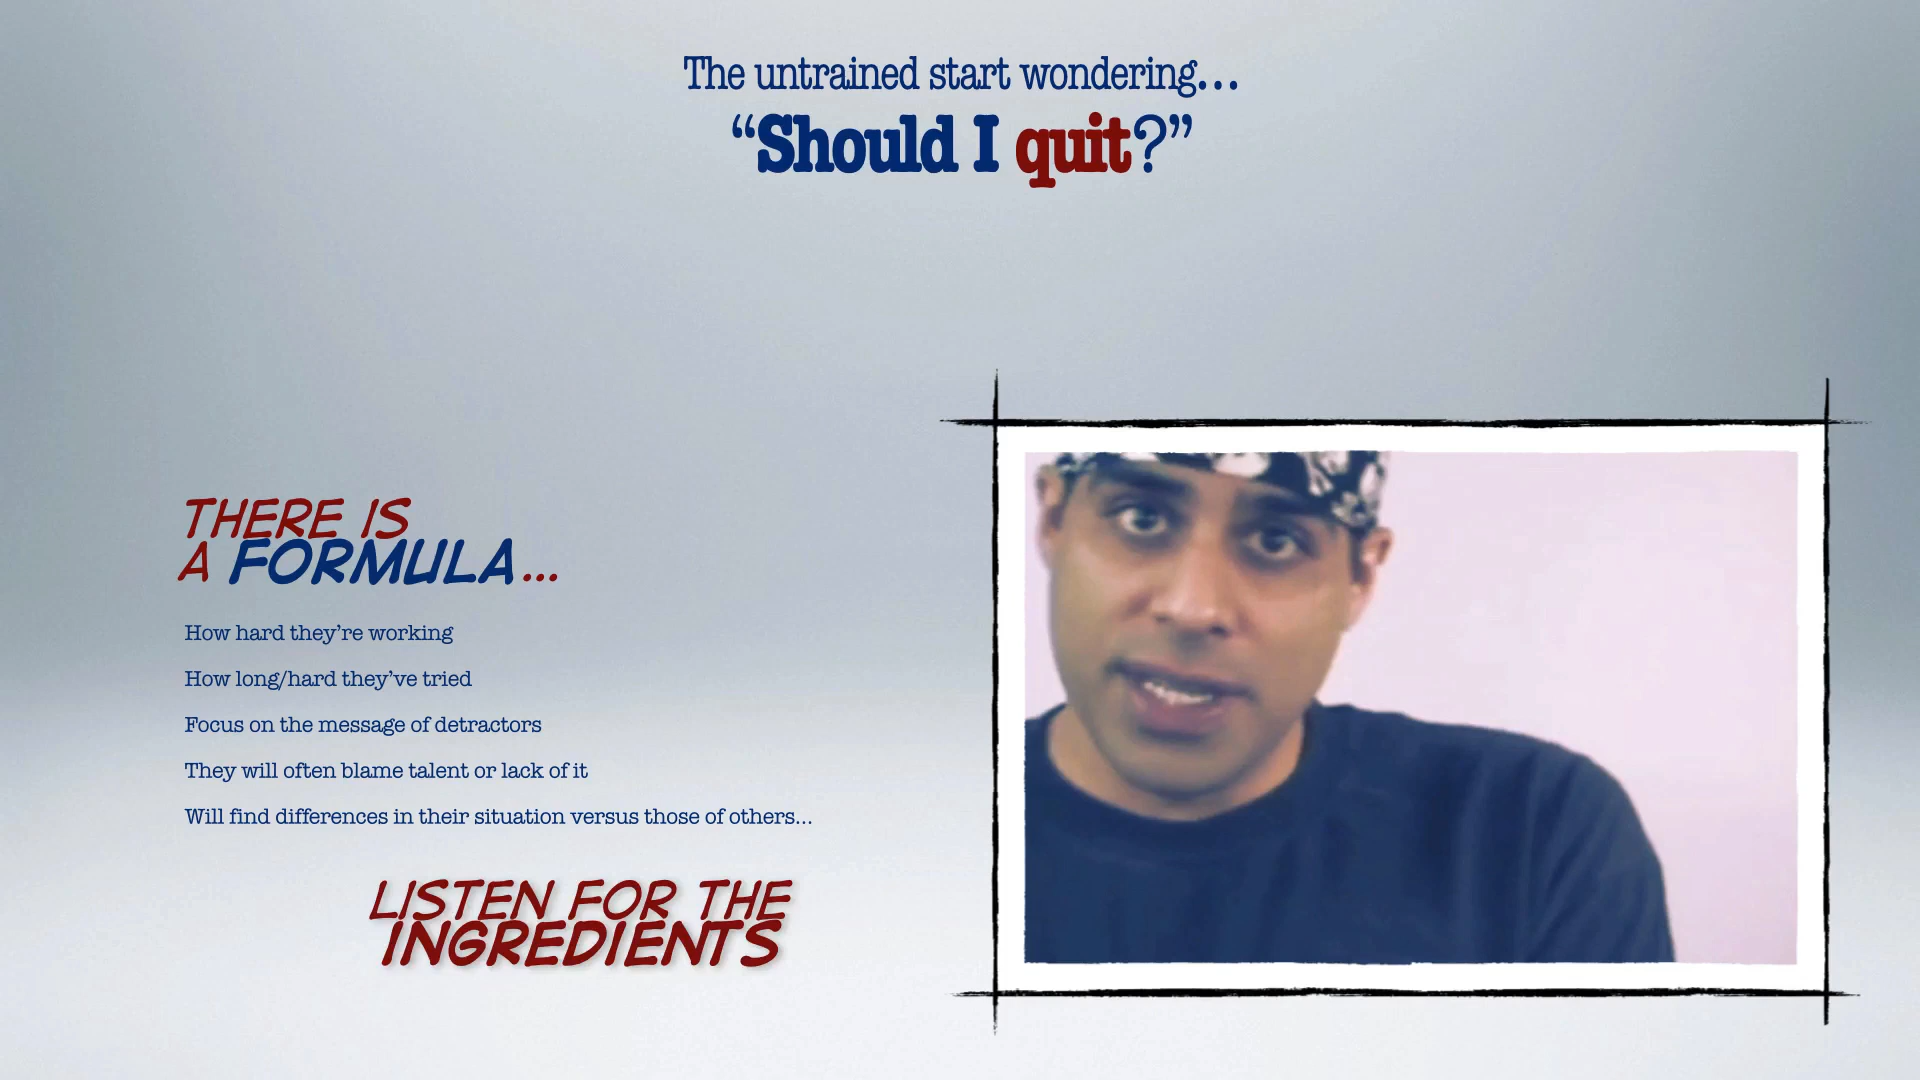 The untrained start wondering…
“Should I quit?”
THERE IS
A FORMULA...
How hard they’re working
How long/hard they’ve tried
Focus on the message of detractors
They will often blame talent or lack of it
Will find differences in their situation versus those of others…
LISTEN FOR THE
INGREDIENTS